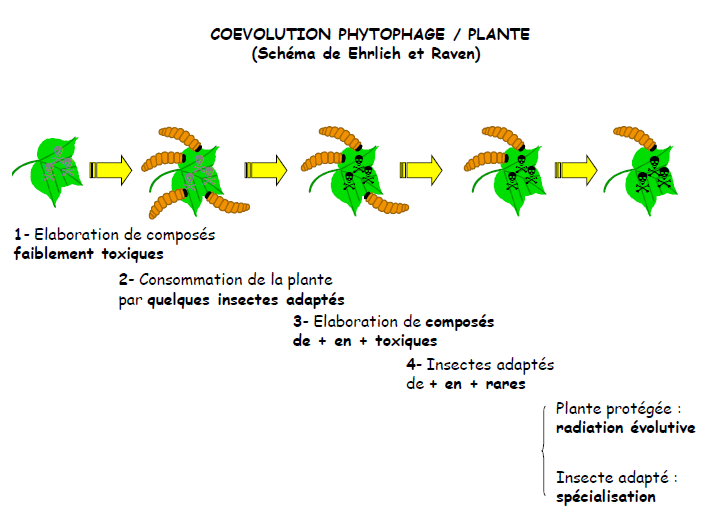 COEVOLUTION PHYTOPHAGE / PLANTE
(Schéma de Ehrlich et Raven)
1- Elaboration de composés
faiblement toxiques
2- Consommation de la plante
par quelques insectes adaptés
3- Elaboration de composés
de + en + toxiques
4- Insectes adaptés
de + en + rares
Plante protégée :
radiation évolutive
Insecte adapté :
spécialisation